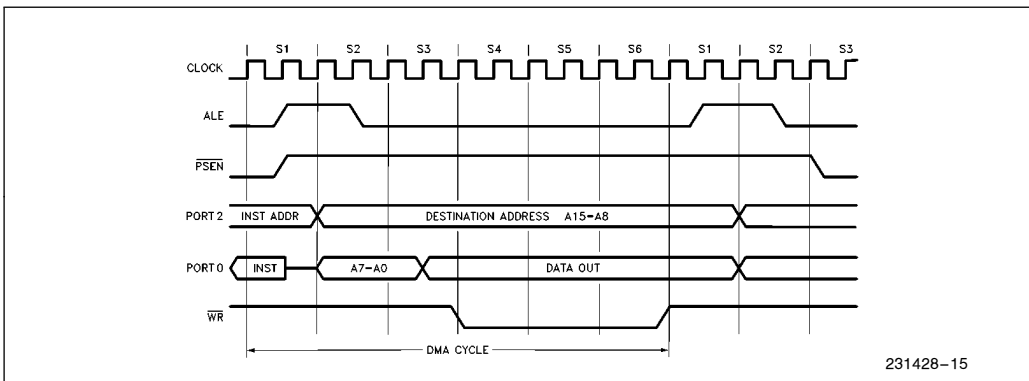 S1 S2 S3 S4 S5 S6 S1 S2 S3
CLOCK
ALE
PSEN
PORT 2 INST ADDR DESTINATION ADDRESS A15-A8
PORT 0 INST A7-A0 DATA OUT
WR
DMA CYCLE
231428-15